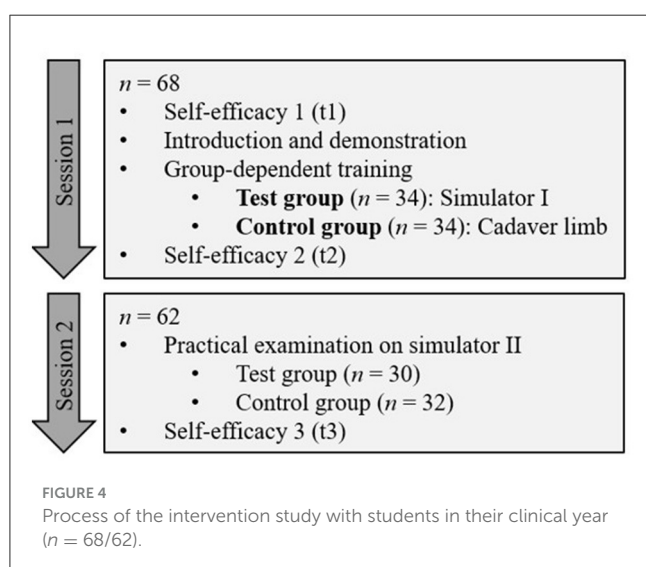 Session 1
n = 68
• Self-efficacy 1 (t1)
• Introduction and demonstration
• Group-dependent training
• Test group (n = 34): Simulator I
• Control group (n = 34): Cadaver limb
• Self-efficacy 2 (t2)
Session 2
n = 62
• Practical examination on simulator II
• Test group (n = 30)
• Control group (n = 32)
• Self-efficacy 3 (t3)
FIGURE 4
Process of the intervention study with students in their clinical year
(n = 68/62).